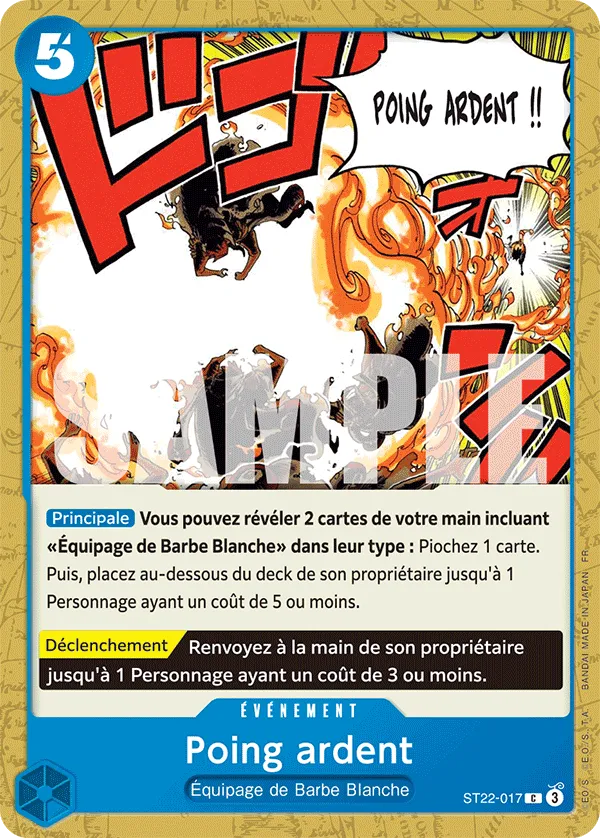 5
POING ARDENT !!
ドゴ
オ
SAMPLE
Principale Vous pouvez révéler 2 cartes de votre main incluant
«Équipage de Barbe Blanche» dans leur type : Piochez 1 carte.
Puis, placez au-dessous du deck de son propriétaire jusqu'à 1
Personnage ayant un coût de 5 ou moins.
Déclenchement Renvoyez à la main de son propriétaire
jusqu'à 1 Personnage ayant un coût de 3 ou moins.
ÉVÉNEMENT
Poing ardent
Équipage de Barbe Blanche
ST22-017 C 3
E.O.S. E.O./S.,T.A. BANDAI MADE IN JAPAN FR